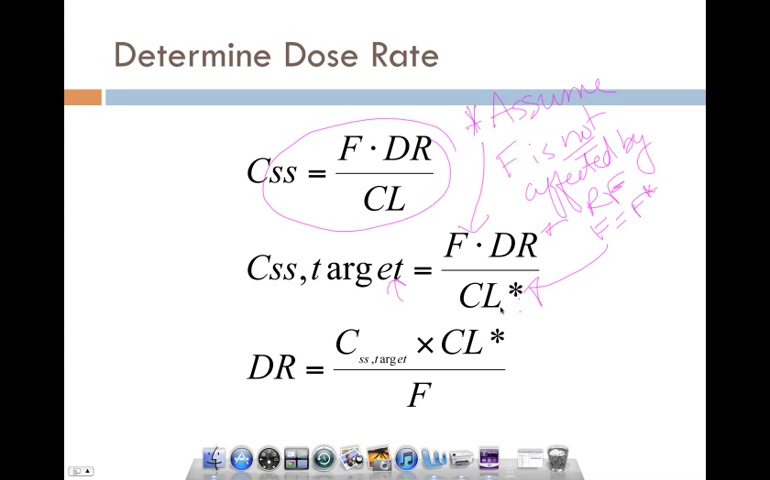 Determine Dose Rate
* Assume
F is not
affected by
RF
F = F*
Css = F · DR / CL
Css,target = F · DR / CL*
*
DR = C ss,target × CL* / F